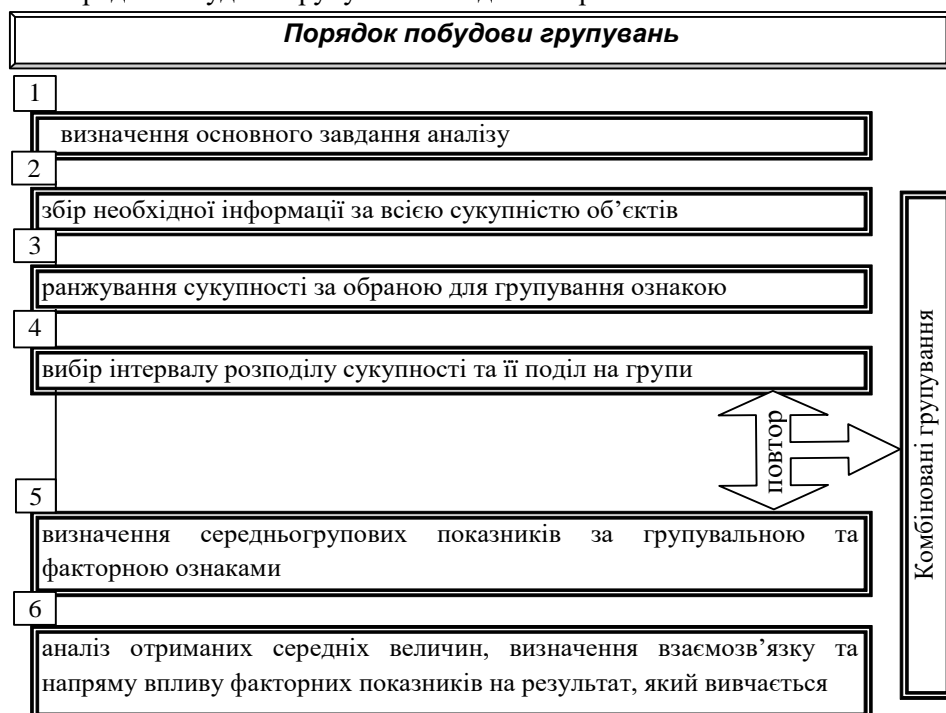 Порядок побудови групувань
1
визначення основного завдання аналізу
2
збір необхідної інформації за всією сукупністю об’єктів
3
ранжування сукупності за обраною для групування ознакою
4
вибір інтервалу розподілу сукупності та її поділ на групи
повтор
Комбіновані групування
5
визначення середньогрупових показників за групувальною та
факторною ознаками
6
аналіз отриманих середніх величин, визначення взаємозв’язку та
напряму впливу факторних показників на результат, який вивчається